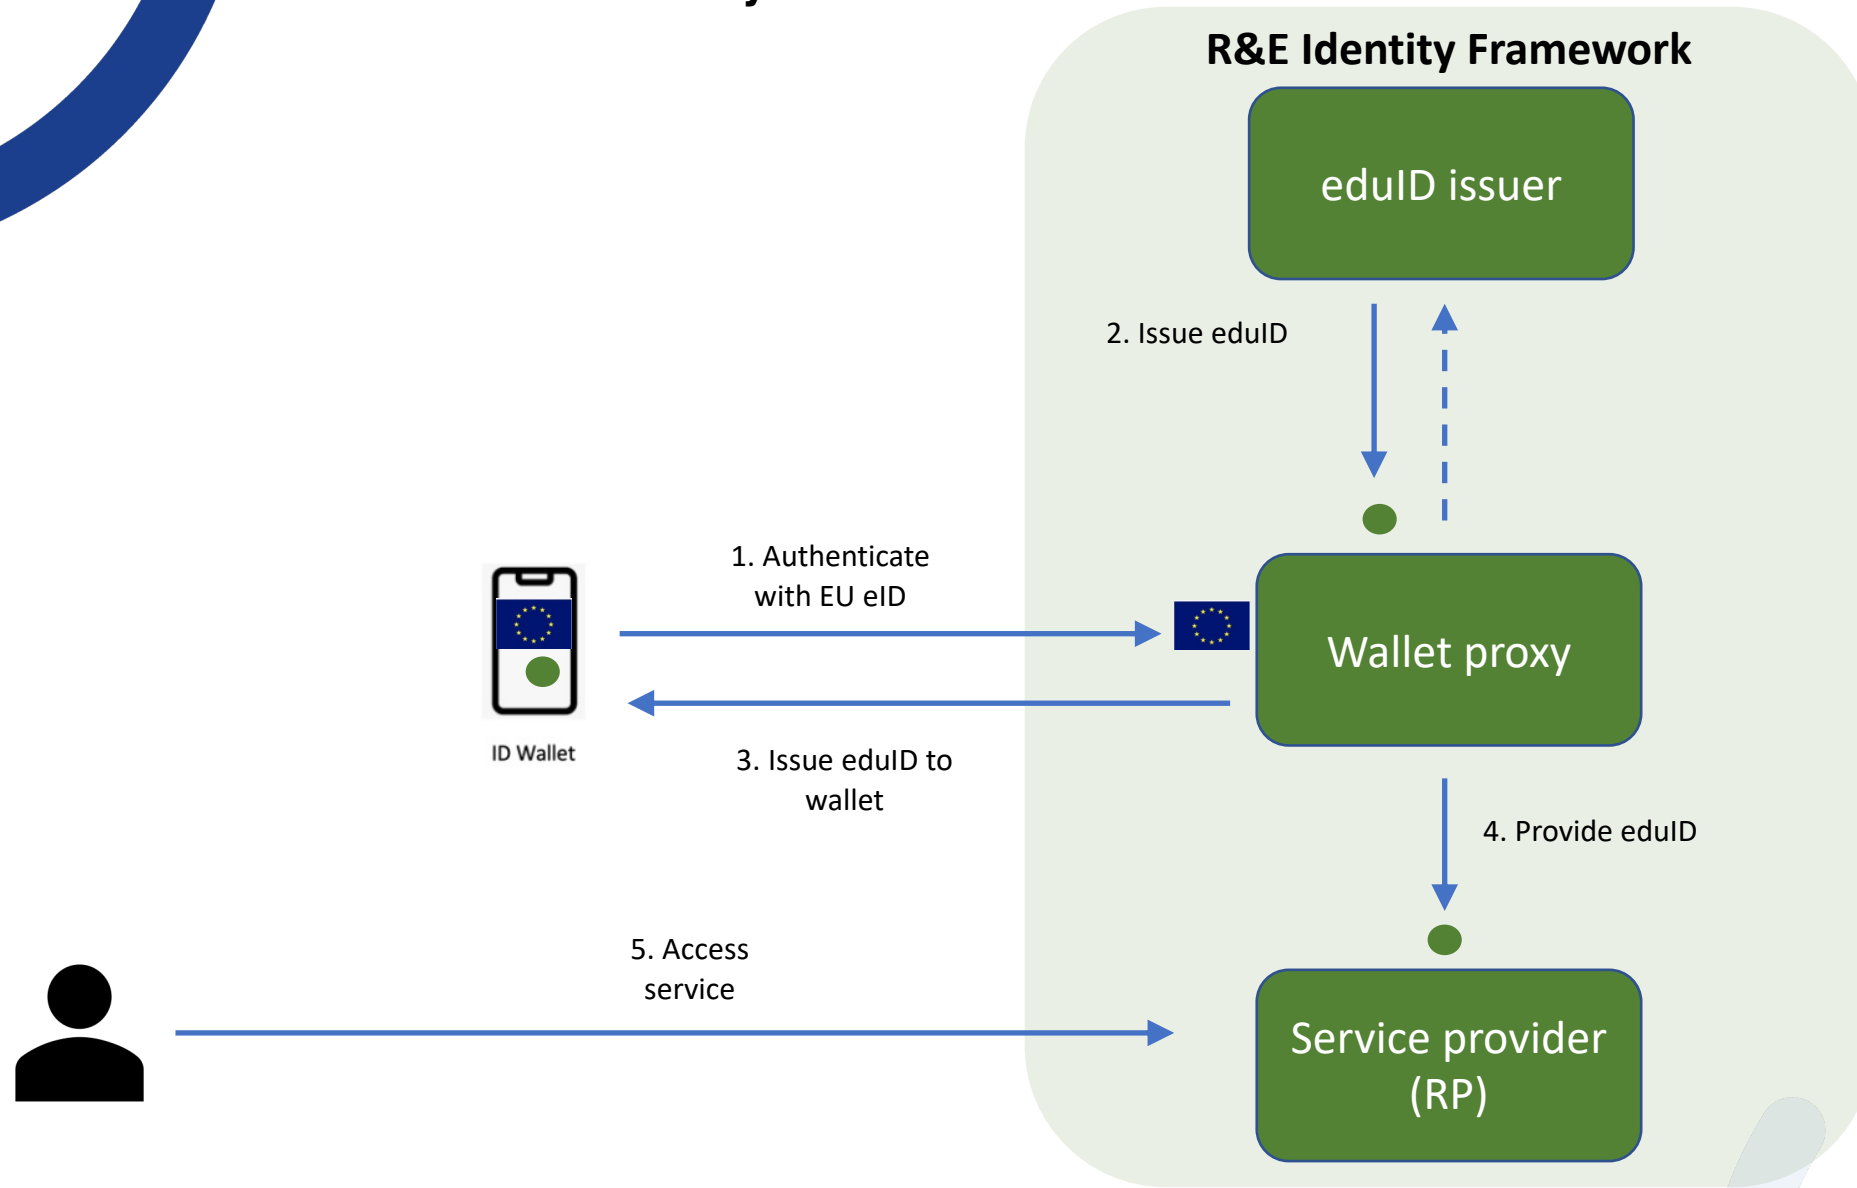 R&E Identity Framework
eduID issuer
2. Issue eduID
1. Authenticate
with EU eID
Wallet proxy
ID Wallet
3. Issue eduID to
wallet
4. Provide eduID
5. Access
service
Service provider
(RP)